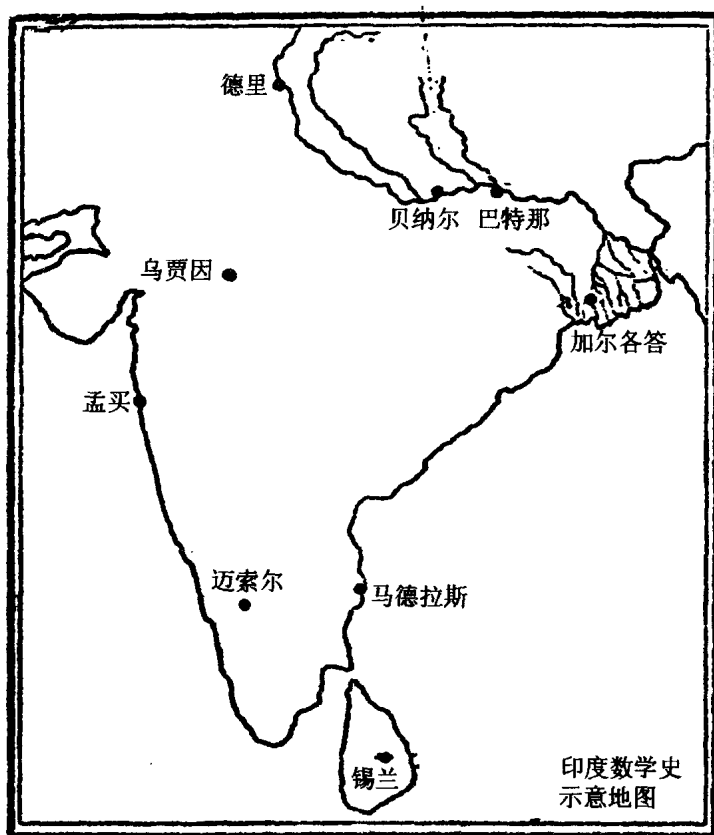 德里
贝纳尔
巴特那
乌贾因
加尔各答
孟买
迈索尔
马德拉斯
锡兰
印度数学史
示意地图